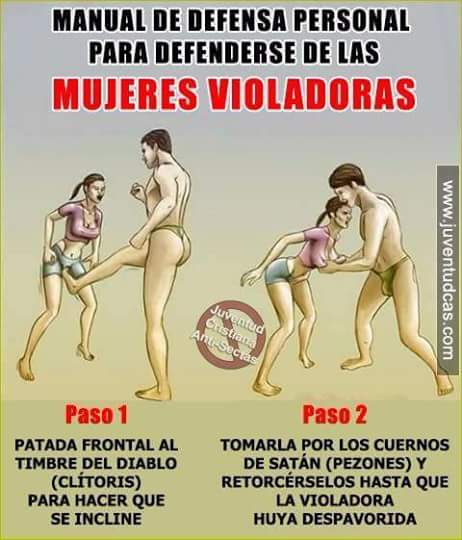 MANUAL DE DEFENSA PERSONAL
PARA DEFENDERSE DE LAS
MUJERES VIOLADORAS
www.juventudcas.com
Juventud
Cristiana
Anti-Sectas
Paso 1
PATADA FRONTAL AL
TIMBRE DEL DIABLO
(CLÍTORIS)
PARA HACER QUE
SE INCLINE
Paso 2
TOMARLA POR LOS CUERNOS
DE SATÁN (PEZONES) Y
RETORCÉRSELOS HASTA QUE
LA VIOLADORA
HUYA DESPAVORIDA